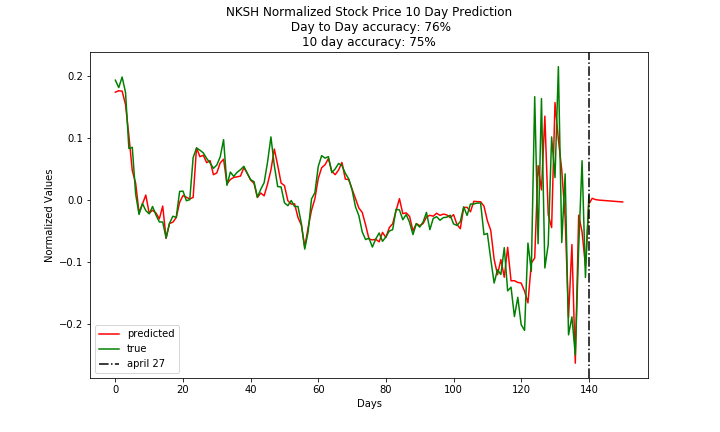 NKSH Normalized Stock Price 10 Day Prediction
Day to Day accuracy: 76%
10 day accuracy: 75%
Normalized Values
0.2
0.1
0.0
−0.1
−0.2
predicted
true
april 27
0 20 40 60 80 100 120 140
Days